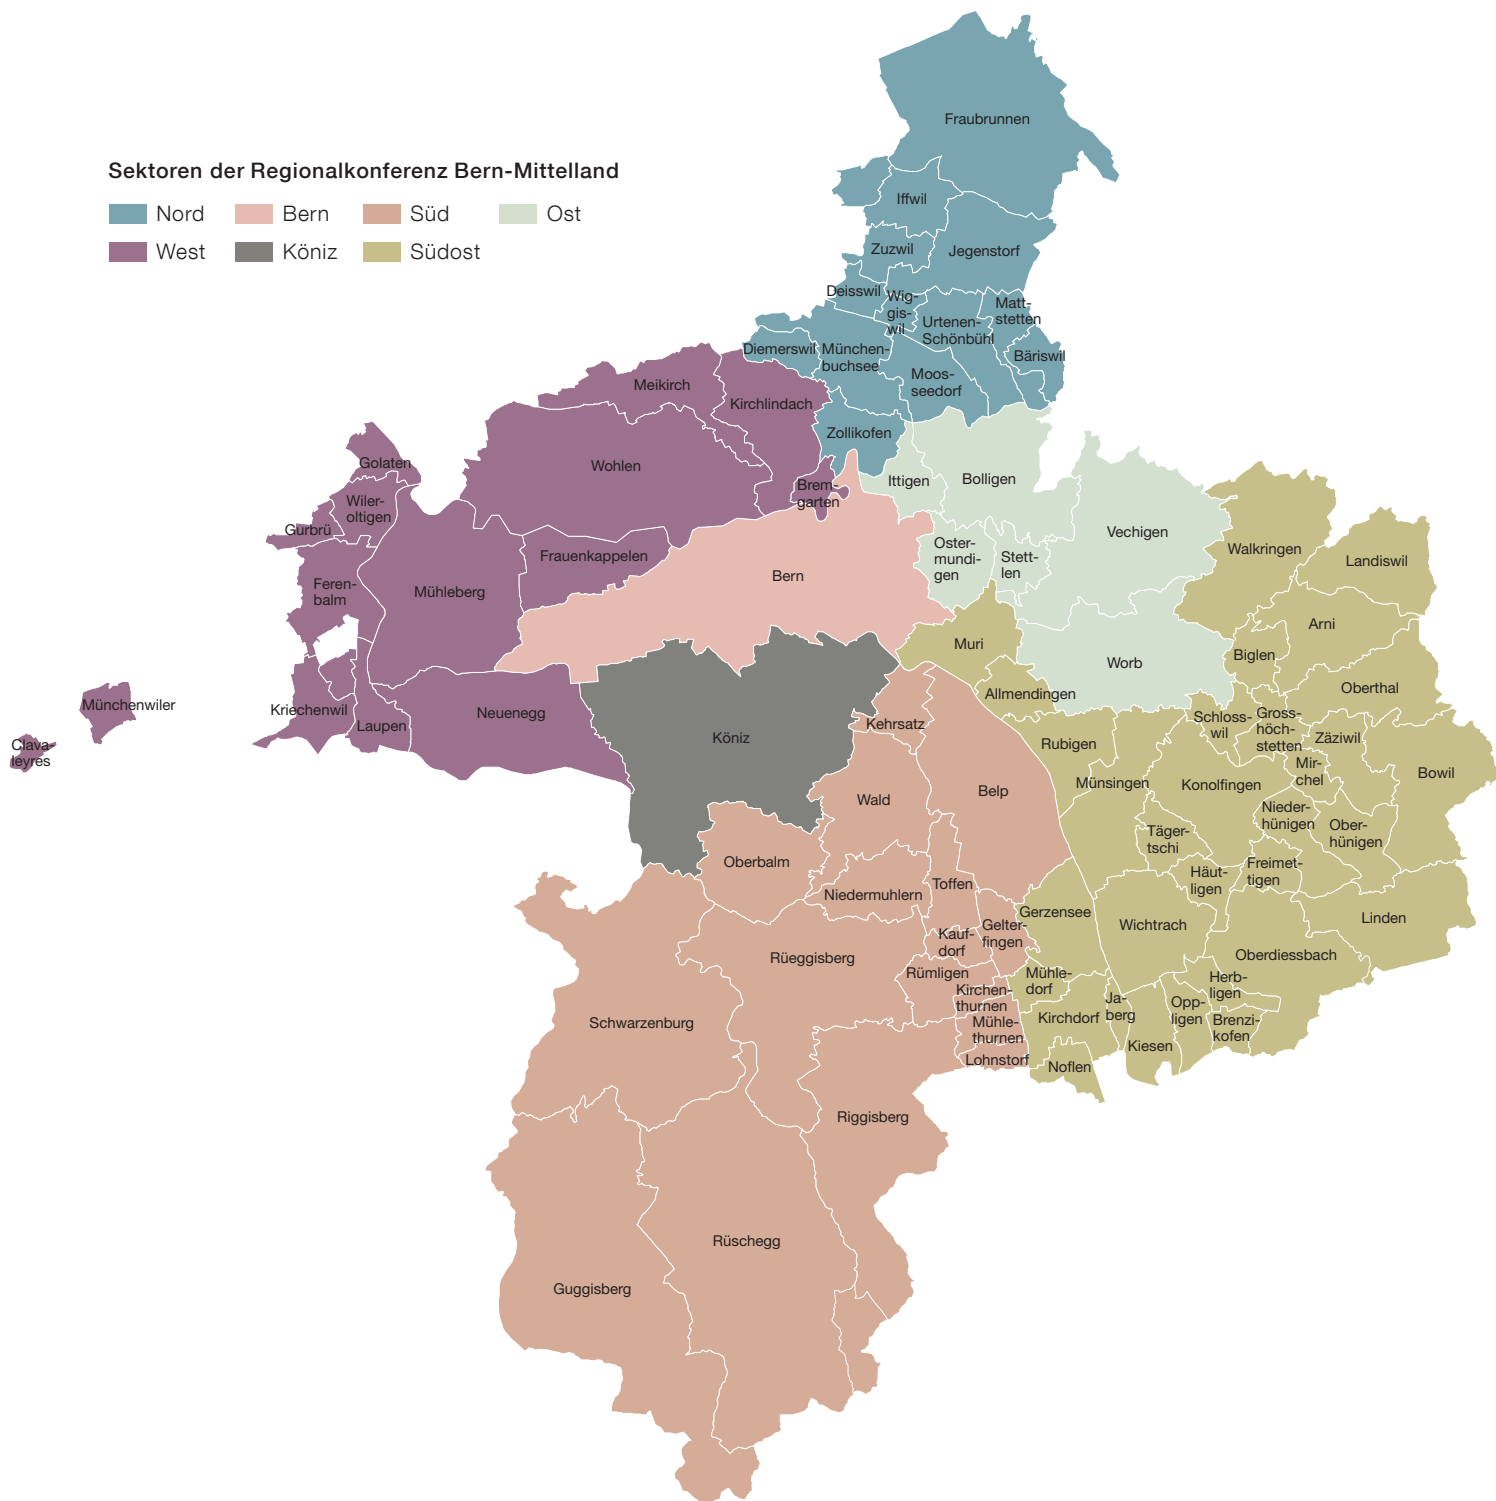 Sektoren der Regionalkonferenz Bern-Mittelland
Nord
Bern
Süd
Ost
West
Köniz
Südost
Fraubrunnen
Iffwil
Zuzwil
Jegenstorf
Deisswil
Wig-
gis-
wil
Matt-
stetten
Urtenen-
Schönbühl
Diemerswil
München-
buchsee
Bäriswil
Moos-
seedorf
Meikirch
Kirchlindach
Zollikofen
Golaten
Wohlen
Ittigen
Bolligen
Brem-
garten
Wiler-
oltigen
Gurbrü
Vechigen
Walkringen
Landiswil
Oster-
mundi-
gen
Stett-
len
Frauenkappelen
Bern
Feren-
balm
Mühleberg
Arni
Muri
Biglen
Worb
Allmendingen
Oberthal
Münchenwiler
Kriechenwil
Laupen
Neuenegg
Clava-
leyres
Köniz
Kehrsatz
Schloss-
wil
Gross-
höch-
stetten
Zäziwil
Rubigen
Mir-
chel
Bowil
Münsingen
Konolfingen
Wald
Belp
Nieder-
hünigen
Ober-
hünigen
Täger-
tschi
Oberbalm
Freimet-
tigen
Häut-
ligen
Toffen
Niedermuhlern
Gerzensee
Linden
Wichtrach
Gelter-
fingen
Kauf-
dorf
Rüeggisberg
Oberdiessbach
Rümligen
Mühle-
dorf
Herb-
ligen
Kirchen-
thurnen
Ja-
berg
Opp-
ligen
Kirchdorf
Brenzi-
kofen
Schwarzenburg
Mühle-
thurnen
Kiesen
Lohnstorf
Noflen
Riggisberg
Rüschegg
Guggisberg